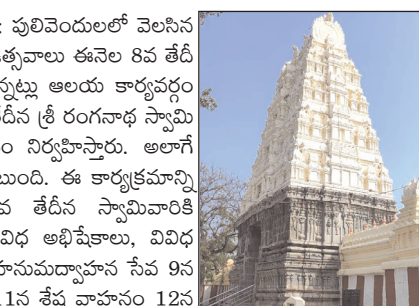 పులివెందులలో వెలసిన
త్సవాలు ఈనెల 8వ తేదీ
న్నట్లు ఆలయ కార్యవర్గం
దీన శ్రీ రంగనాథ స్వామి
ం నిర్వహిస్తారు. అలాగే
ుంది. ఈ కార్యక్రమాన్ని
వ తేదీన స్వామివారికి
విధ అభిషేకాలు, వివిధ
హనుమద్వాహన సేవ 9న
11న శేష వాహనం 12న